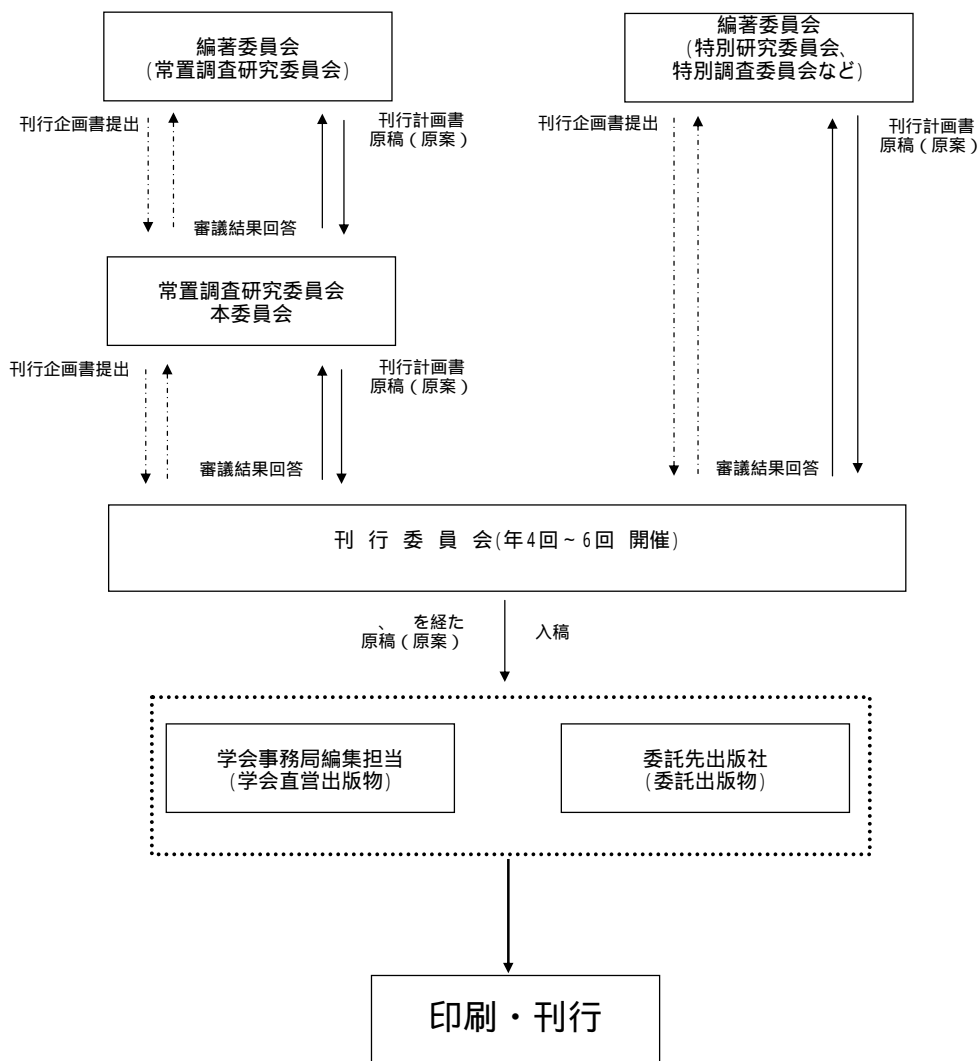 編著委員会
(常置調査研究委員会)
編著委員会
(特別研究委員会、
特別調査委員会など)
刊行企画書提出
刊行計画書
原稿(原案)
刊行企画書提出
刊行計画書
原稿(原案)
審議結果回答
常置調査研究委員会
本委員会
刊行企画書提出
刊行計画書
原稿(原案)
審議結果回答
審議結果回答
刊 行 委 員 会(年4回~6回 開催)
、 を経た
原稿(原案)
入稿
学会事務局編集担当
(学会直営出版物)
委託先出版社
(委託出版物)
印刷・刊行